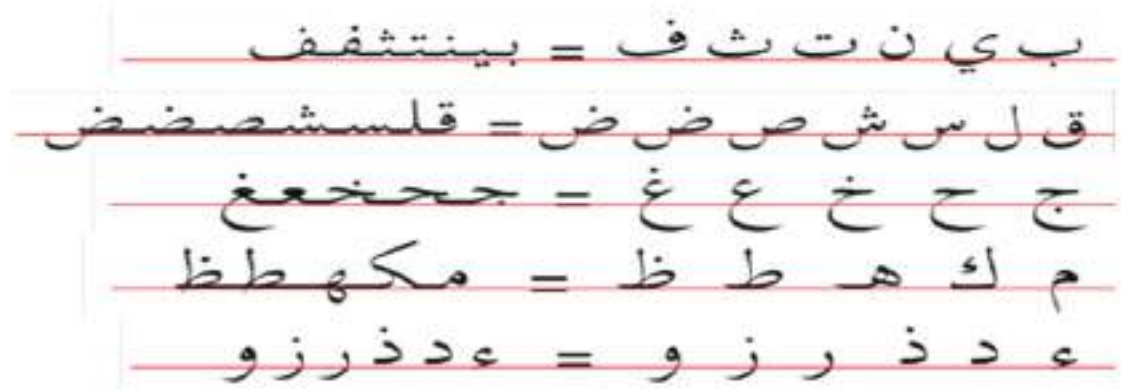 ب ي ن ت ث ف = بينتثفف
ق ل س ش ص ض ض = قلسشصضض
ج ح خ ع غ = جحخعغ
م ك هـ ط ظ = مكهطظ
ء د ذ ر ز و = ءدذرزو